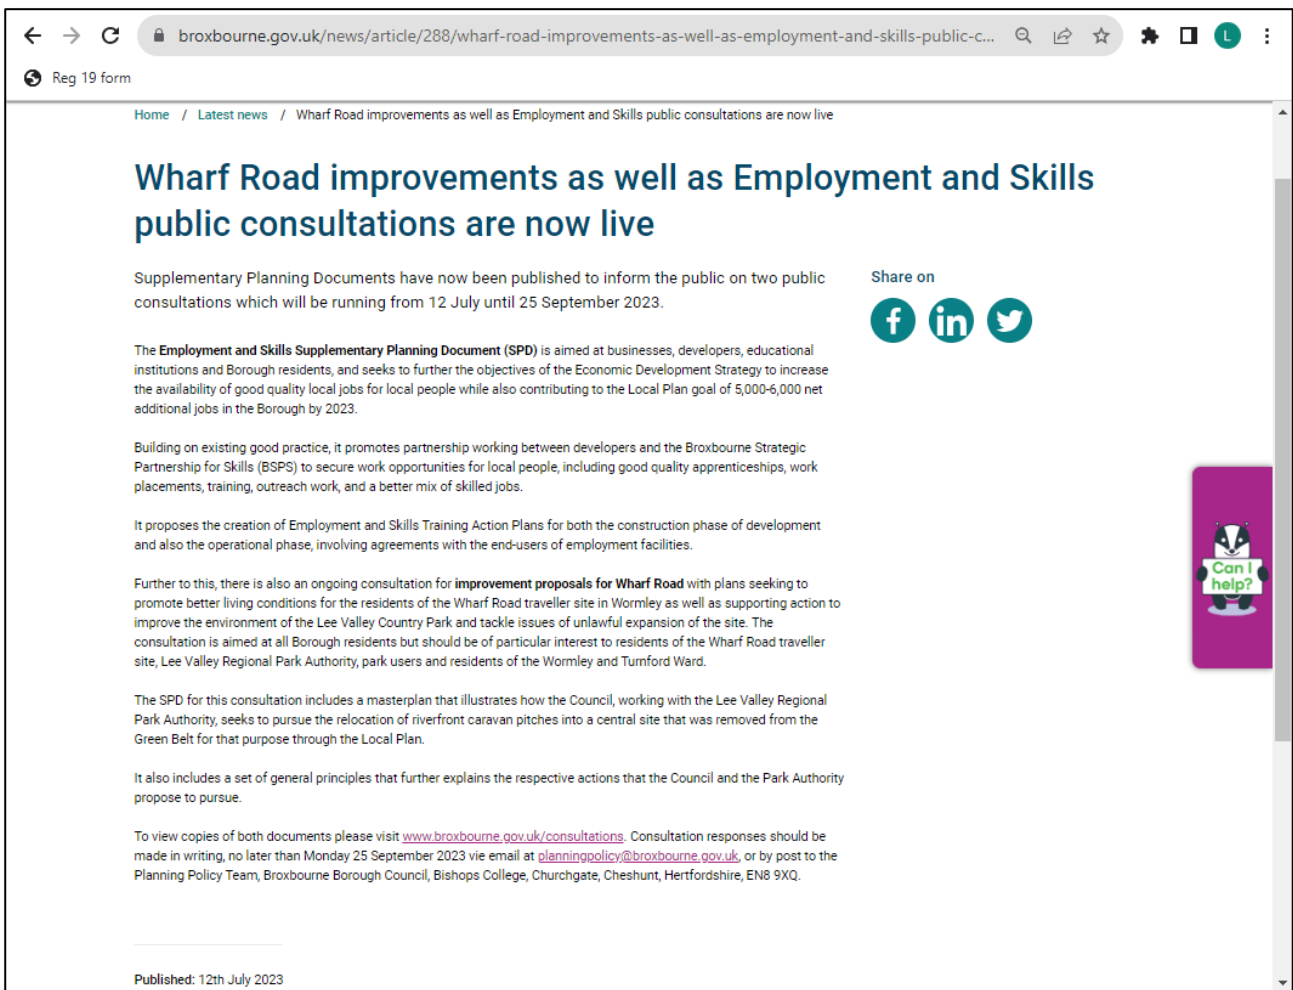 broxbourne.gov.uk/news/article/288/wharf-road-improvements-as-well-as-employment-and-skills-public-c...
L
Reg 19 form
Home / Latest news / Wharf Road improvements as well as Employment and Skills public consultations are now live
Wharf Road improvements as well as Employment and Skills
public consultations are now live
Supplementary Planning Documents have now been published to inform the public on two public
consultations which will be running from 12 July until 25 September 2023.
Share on
f in
The Employment and Skills Supplementary Planning Document (SPD) is aimed at businesses, developers, educational
institutions and Borough residents, and seeks to further the objectives of the Economic Development Strategy to increase
the availability of good quality local jobs for local people while also contributing to the Local Plan goal of 5,000-6,000 net
additional jobs in the Borough by 2023.
Building on existing good practice, it promotes partnership working between developers and the Broxbourne Strategic
Partnership for Skills (BSPS) to secure work opportunities for local people, including good quality apprenticeships, work
placements, training, outreach work, and a better mix of skilled jobs.
It proposes the creation of Employment and Skills Training Action Plans for both the construction phase of development
and also the operational phase, involving agreements with the end-users of employment facilities.
Can I
help?
Further to this, there is also an ongoing consultation for improvement proposals for Wharf Road with plans seeking to
promote better living conditions for the residents of the Wharf Road traveller site in Wormley as well as supporting action to
improve the environment of the Lee Valley Country Park and tackle issues of unlawful expansion of the site. The
consultation is aimed at all Borough residents but should be of particular interest to residents of the Wharf Road traveller
site, Lee Valley Regional Park Authority, park users and residents of the Wormley and Turnford Ward.
The SPD for this consultation includes a masterplan that illustrates how the Council, working with the Lee Valley Regional
Park Authority, seeks to pursue the relocation of riverfront caravan pitches into a central site that was removed from the
Green Belt for that purpose through the Local Plan.
It also includes a set of general principles that further explains the respective actions that the Council and the Park Authority
propose to pursue.
To view copies of both documents please visit www.broxbourne.gov.uk/consultations. Consultation responses should be
made in writing, no later than Monday 25 September 2023 vie email at planningpolicy@broxbourne.gov.uk, or by post to the
Planning Policy Team, Broxbourne Borough Council, Bishops College, Churchgate, Cheshunt, Hertfordshire, EN8 9XQ.
Published: 12th July 2023